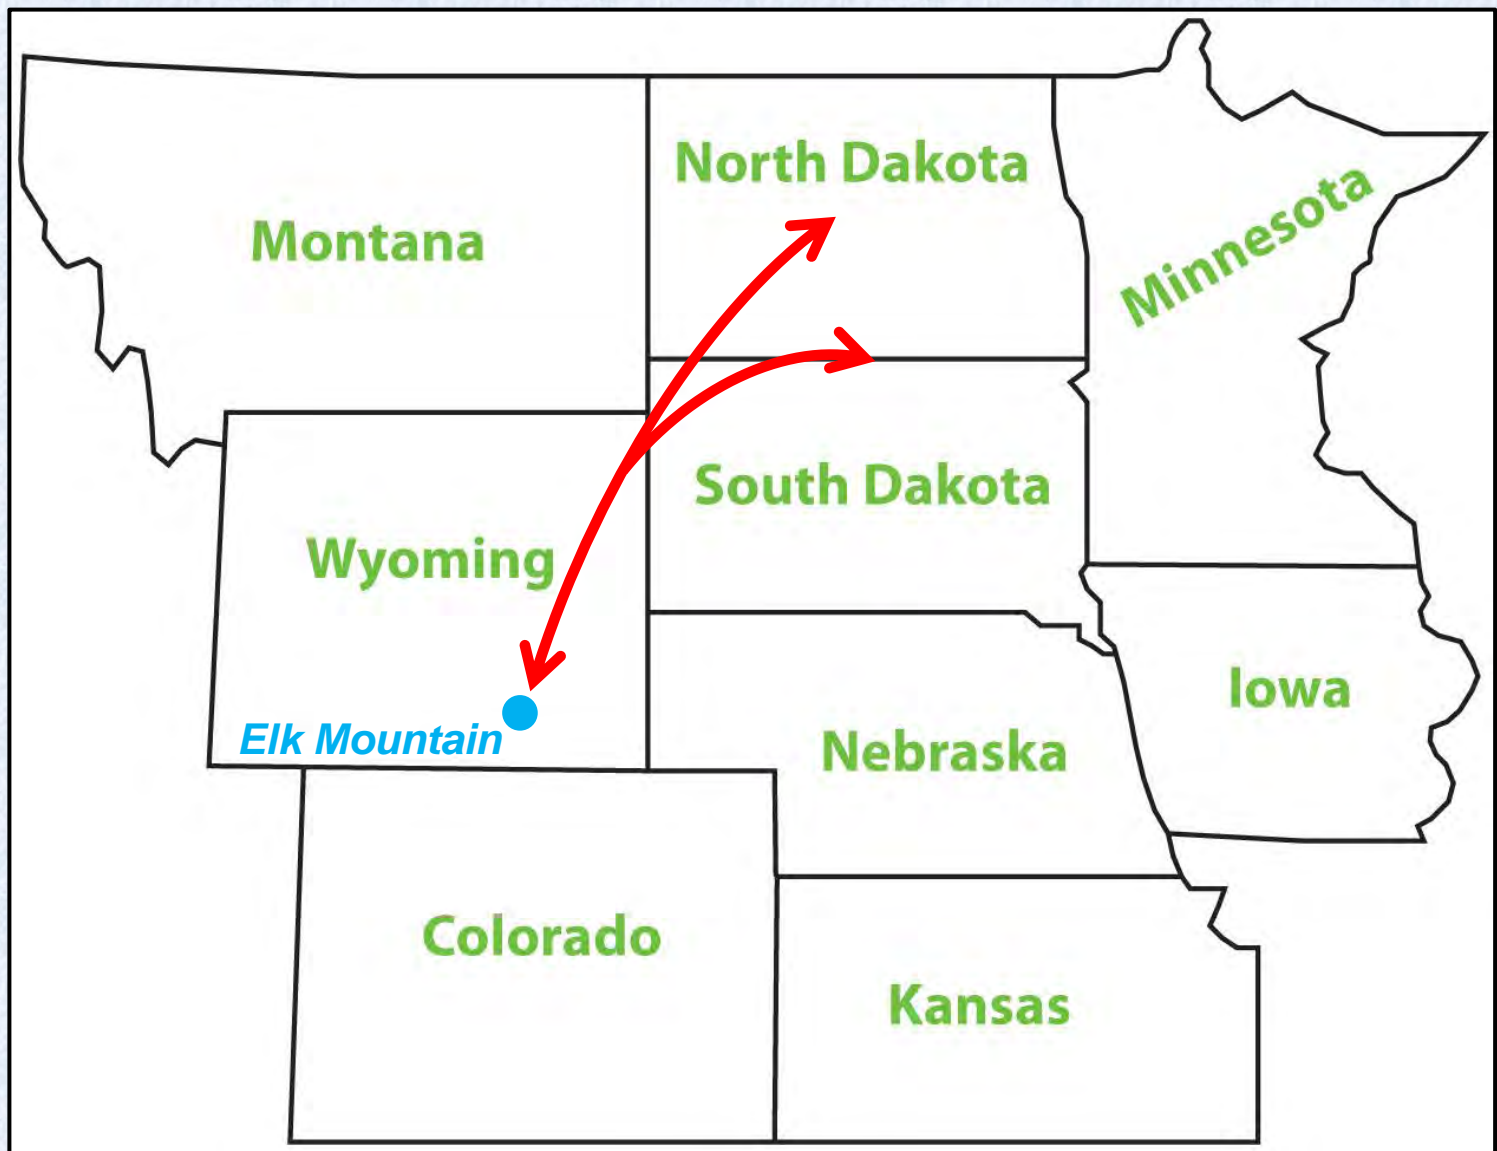 North Dakota
Minnesota
Montana
South Dakota
Wyoming
Iowa
Elk Mountain
Nebraska
Colorado
Kansas